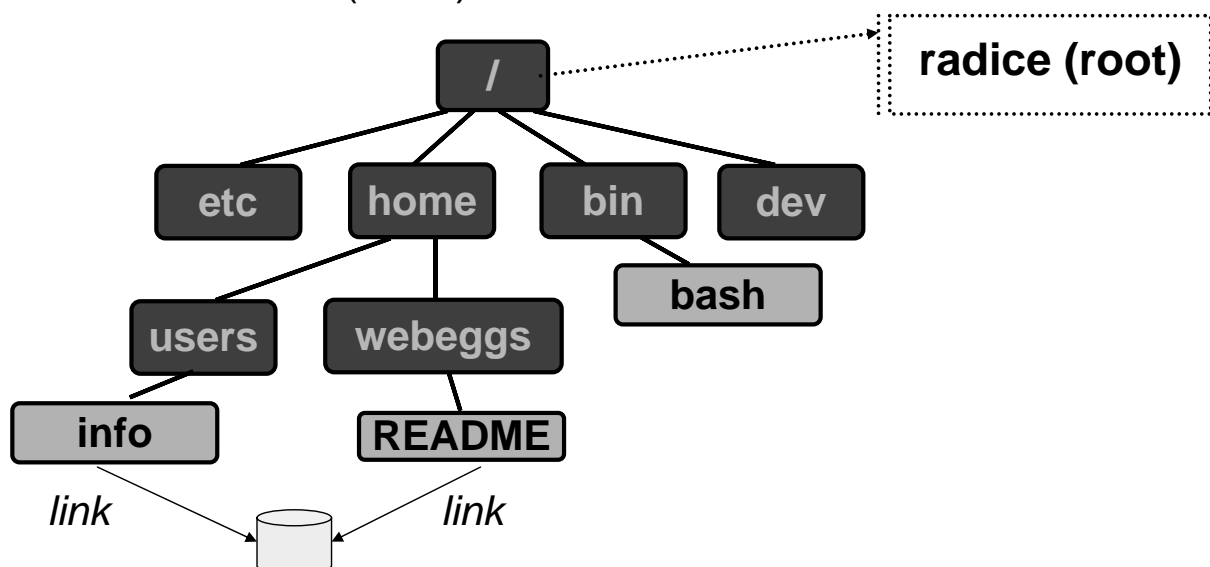 /
radice (root)
etc home bin dev
bash
users webeggs
info README
link link